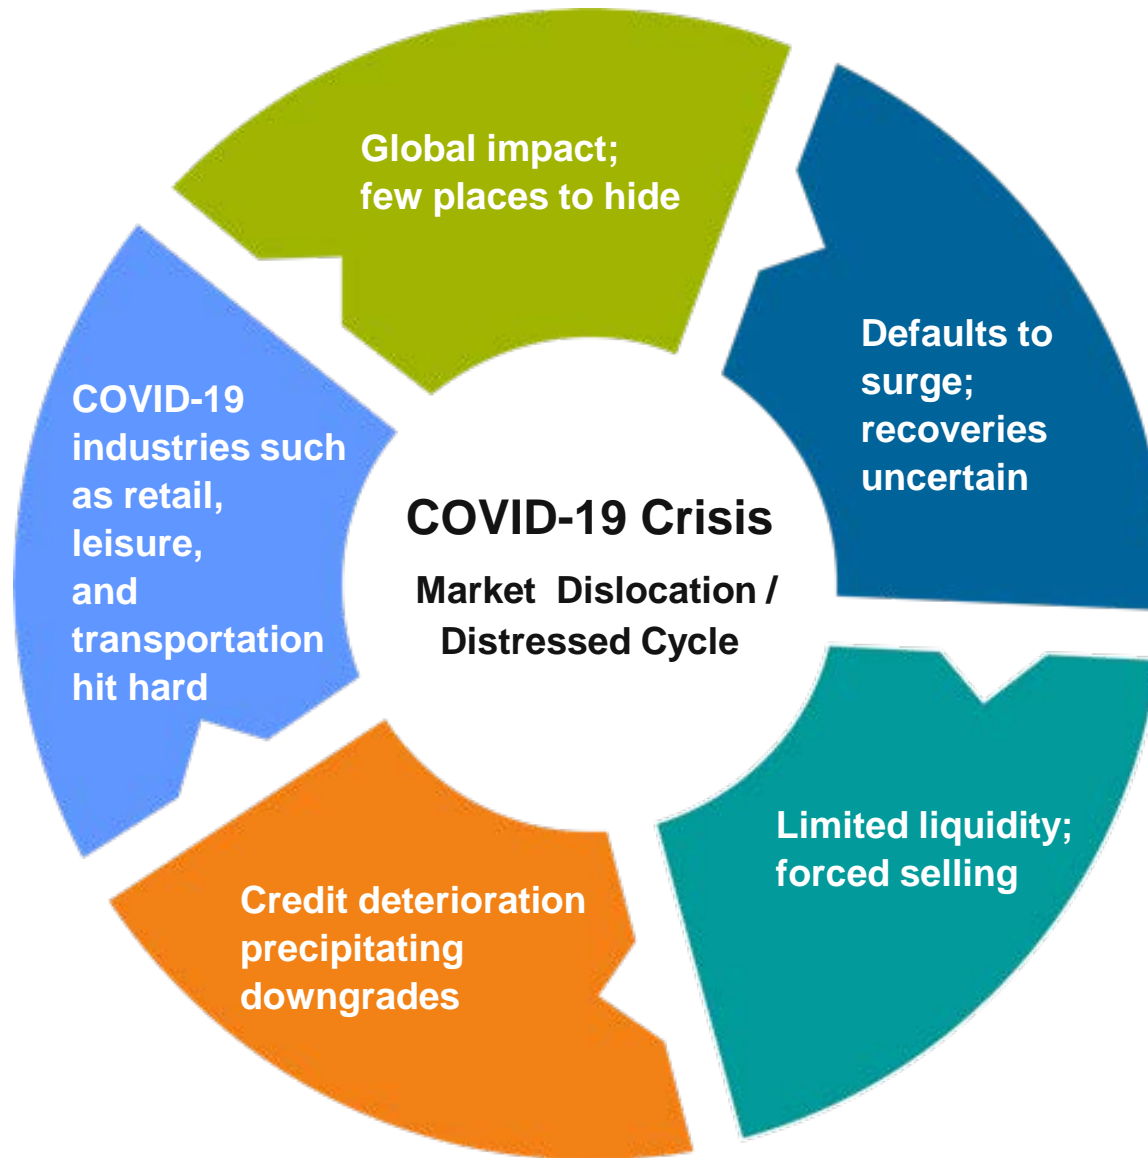 Global impact;
few places to hide
Defaults to
surge;
recoveries
uncertain
COVID-19
industries such
as retail,
leisure,
and
transportation
hit hard
COVID-19 Crisis
Market Dislocation /
Distressed Cycle
Limited liquidity;
forced selling
Credit deterioration
precipitating
downgrades